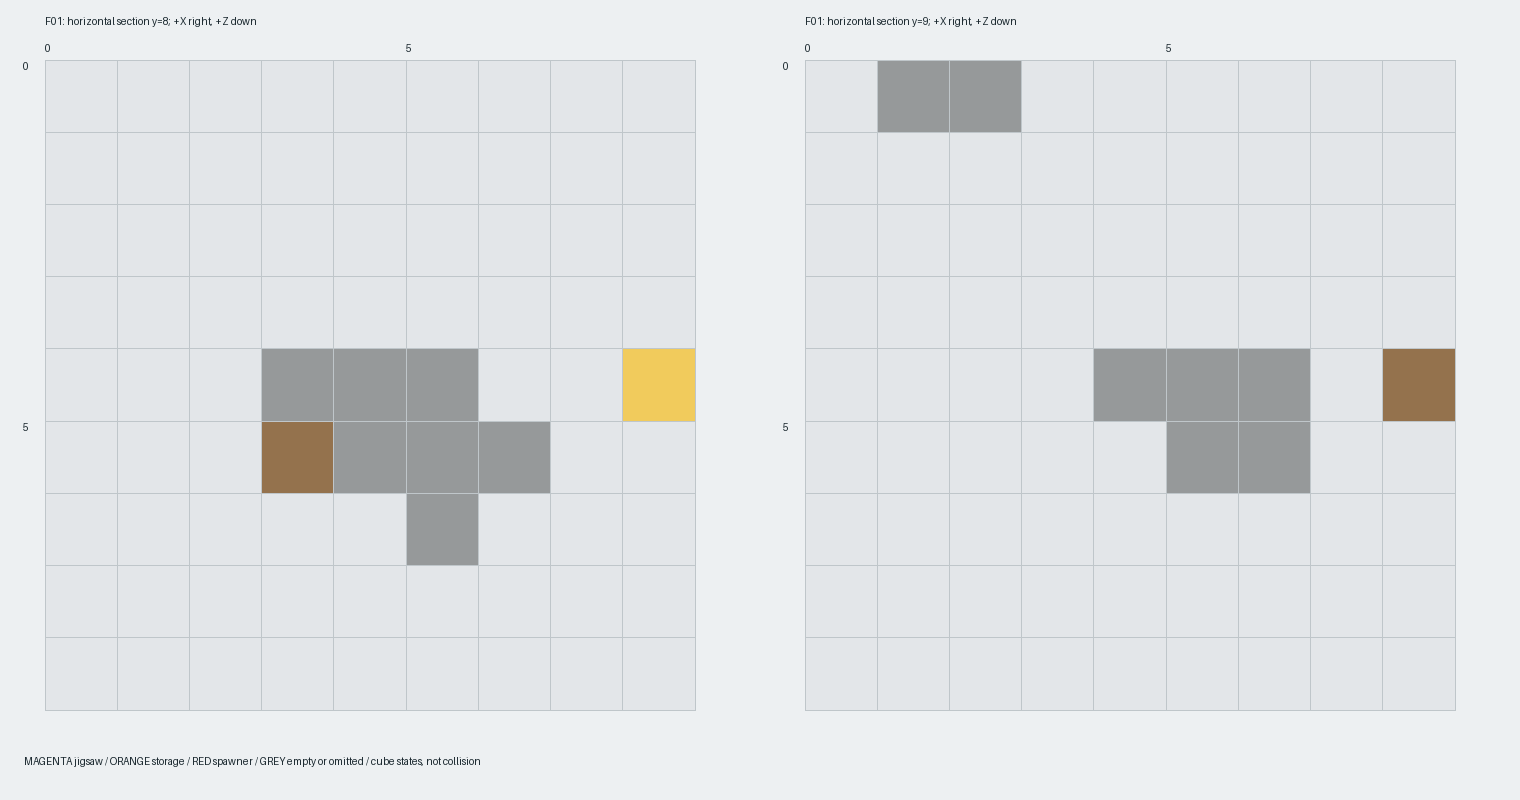 F01: horizontal section y=8; +X right, +Z down
F01: horizontal section y=9; +X right, +Z down
0 5
0 5
0
0
5
5
MAGENTA jigsaw / ORANGE storage / RED spawner / GREY empty or omitted / cube states, not collision